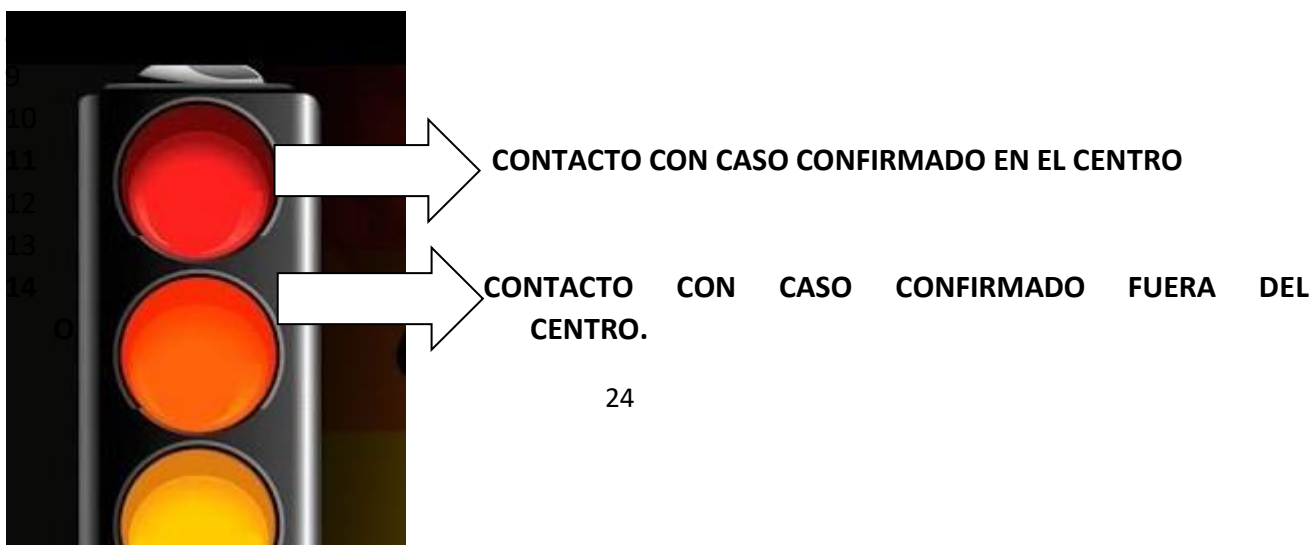 9
10
11 CONTACTO CON CASO CONFIRMADO EN EL CENTRO
12
13
14 CONTACTO CON CASO CONFIRMADO FUERA DEL
O CENTRO.
24